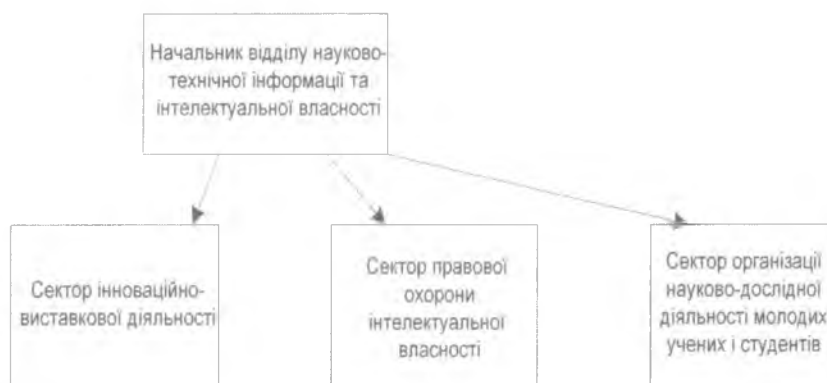 Начальник відділу науково-
технічної інформації та
інтелектуальної власності
Сектор інноваційно-
виставкової діяльності
Сектор правової
охорони
інтелектуальної
власності
Сектор організації
науково-дослідної
діяльності молодих
учених і студентів